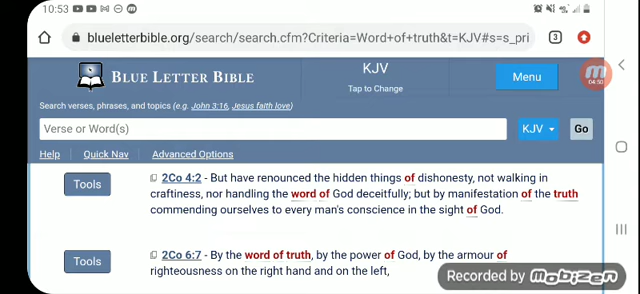 10:53
blueletterbible.org/search/search.cfm?Criteria=Word+of+truth&t=KJV#s=s_pri
3
BLUE LETTER BIBLE
KJV
Tap to Change
Menu
04:50
Search verses, phrases, and topics (e.g. John 3:16, Jesus faith love)
Verse or Word(s)
KJV
Go
Help Quick Nav Advanced Options
Tools
2Co 4:2 - But have renounced the hidden things of dishonesty, not walking in
craftiness, nor handling the word of God deceitfully; but by manifestation of the truth
commending ourselves to every man's conscience in the sight of God.
Tools
2Co 6:7 - By the word of truth, by the power of God, by the armour of
righteousness on the right hand and on the left,
Recorded by Mobizen